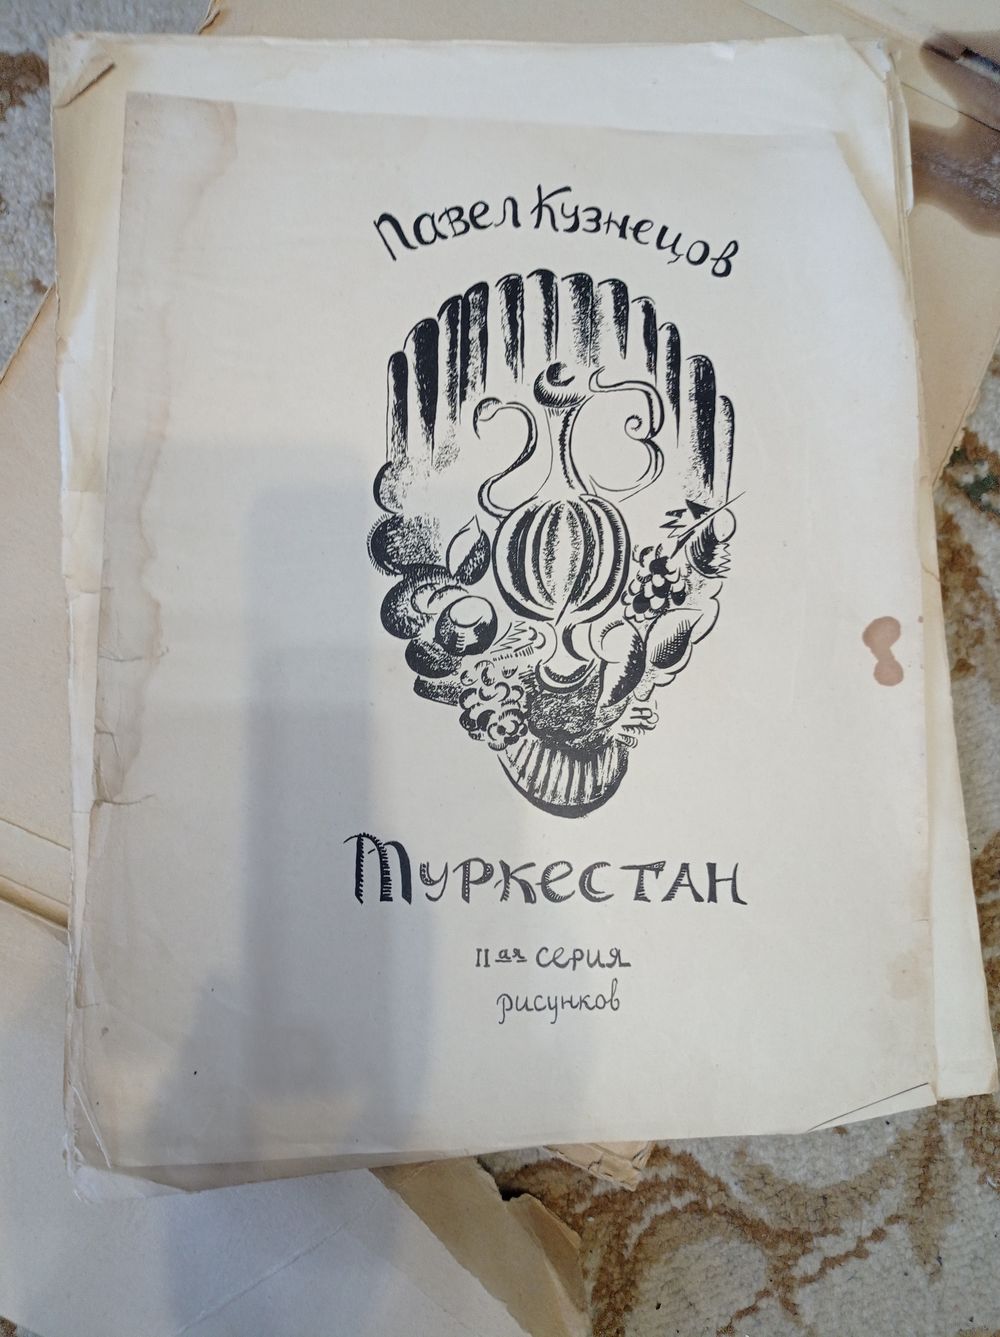 Павел Кузнецов
Туркестан
II ая серия
рисунков